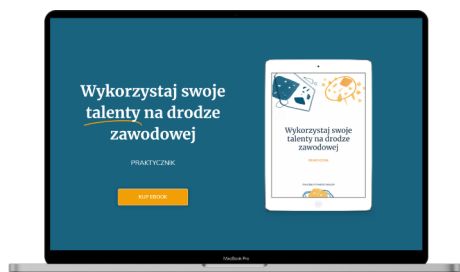 Wykorzystaj swoje
talenty na drodze
zawodowej
PRAKTYCZNIK
KUP EBOOK
Wykorzystaj swoje
talenty na drodze
zawodowej
MacBook Pro